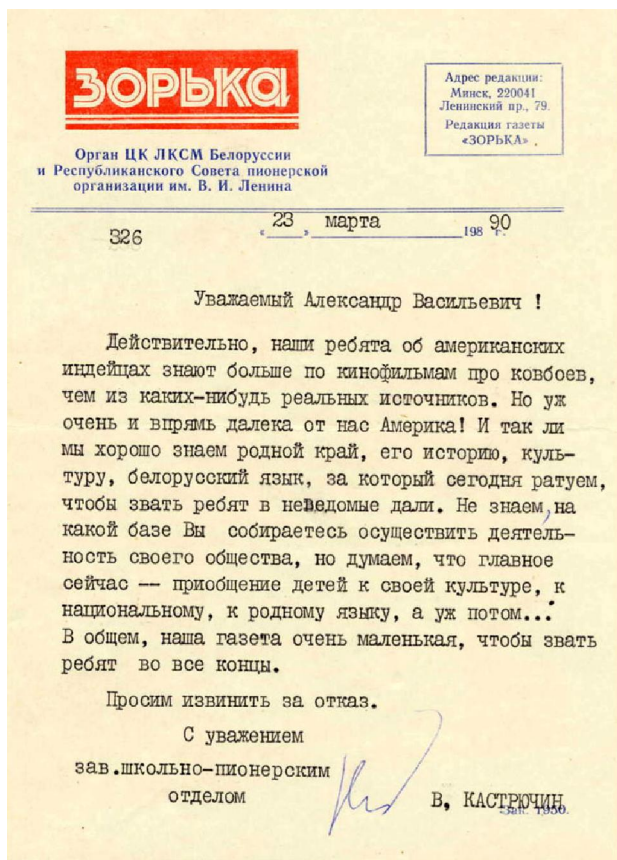 ЗОРЬКА
Орган ЦК ЛКСМ Белоруссии
и Республиканского Совета пионерской
организации им. В. И. Ленина
Адрес редакции:
Минск, 220041
Ленинский пр., 79.
Редакция газеты
«ЗОРЬКА».
326
« 23 » марта 198 90 г.
Уважаемый Александр Васильевич !
Действительно, наши ребята об американских
индейцах знают больше по кинофильмам про ковбоев,
чем из каких-нибудь реальных источников. Но уж
очень и впрямь далека от нас Америка! И так ли
мы хорошо знаем родной край, его историю, куль-
туру, белорусский язык, за который сегодня ратуем,
чтобы звать ребят в неведомые дали. Не знаем, на
какой базе Вы собираетесь осуществить деятель-
ность своего общества, но думаем, что главное
сейчас -- приобщение детей к своей культуре, к
национальному, к родному языку, а уж потом...
В общем, наша газета очень маленькая, чтобы звать
ребят во все концы.
Просим извинить за отказ.
С уважением
зав.школьно-пионерским
отделом
В, КАСТРЮЧИН
Зак. 1950.